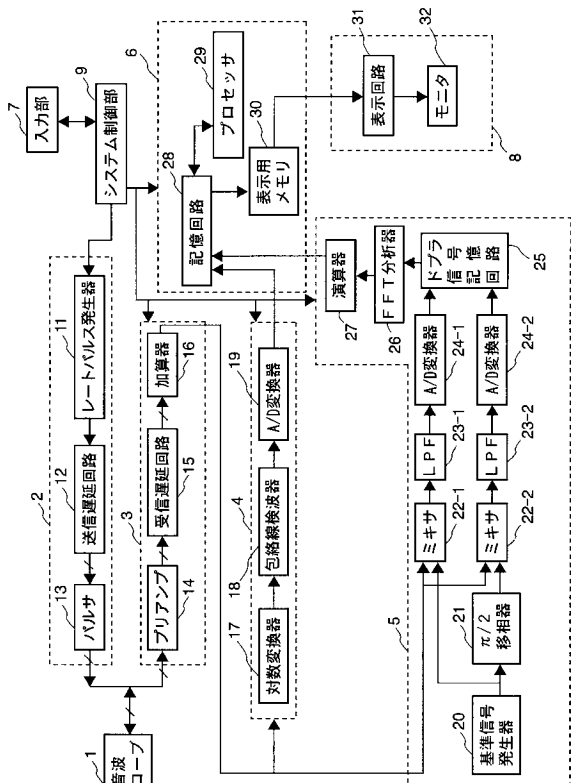 7
入力部
9
システム制御部
6
28
記憶回路
29
プロセッサ
30
表示用
メモリ
31
表示回路
32
モニタ
8
2
11
レートパルス発生器
12
送信遅延回路
13
パルサ
3
16
加算器
15
受信遅延回路
14
プリアンプ
1
音波
コーブ
4
19
A/D変換器
18
包絡線検波器
17
対数変換器
5
27
演算器
26
FFT分析器
25
ドプラ
信号
記憶
回路
24-1
A/D変換器
24-2
A/D変換器
23-1
LPF
23-2
LPF
22-1
ミキサ
22-2
ミキサ
21
π/2
移相器
20
基準信号
発生器